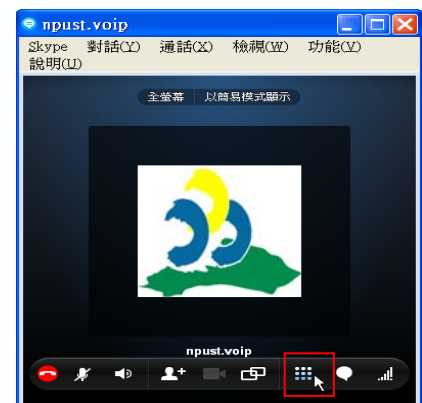 npust.voip
Skype 對話(Y) 通話(X) 檢視(W) 功能(V)
說明(U)
全螢幕 以簡易模式顯示
npust.voip